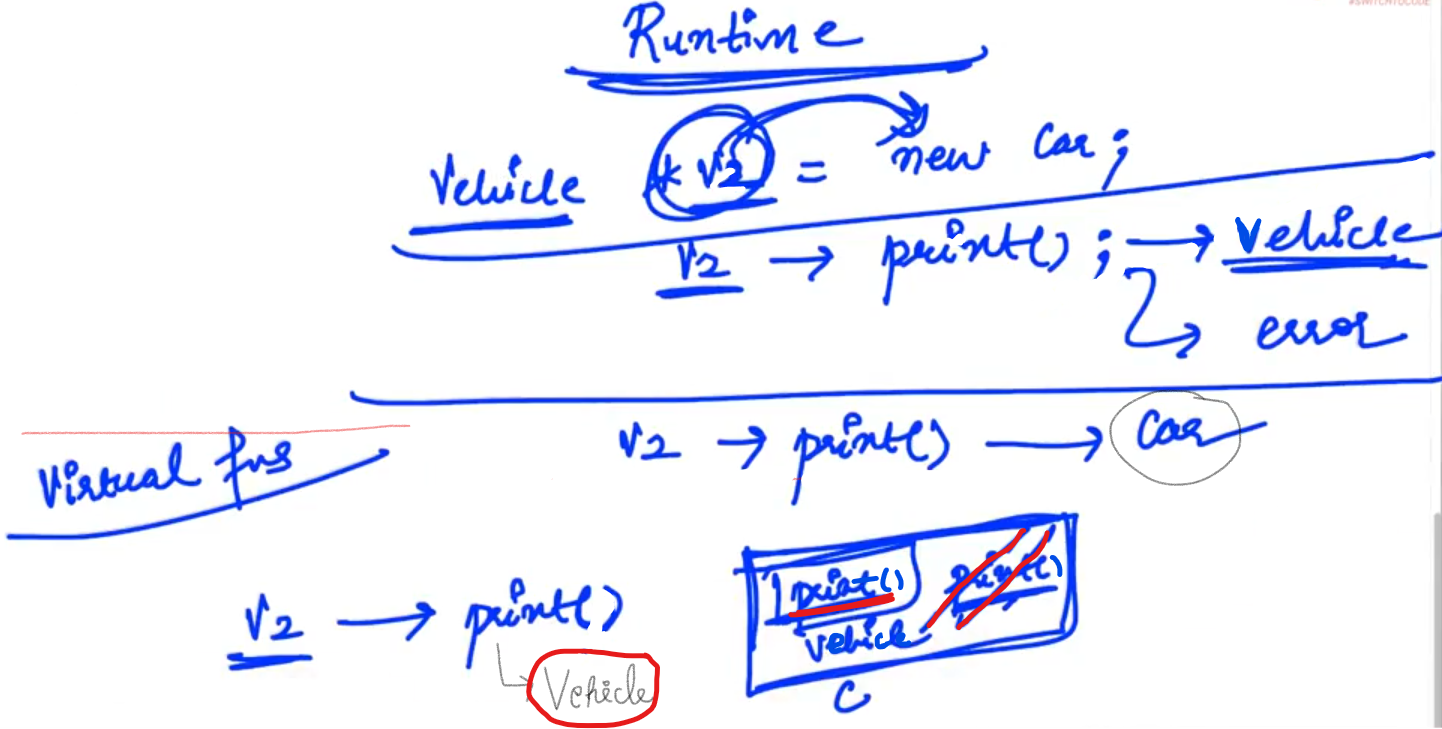 #SWITCHTOCODE
Runtime
Vehicle *v2 = new Car;
v2 → print(); → Vehicle
→ error
v2 → print() → Car
Virtual fns
v2 → print()
Vehicle
print() print()
Vehicle
C